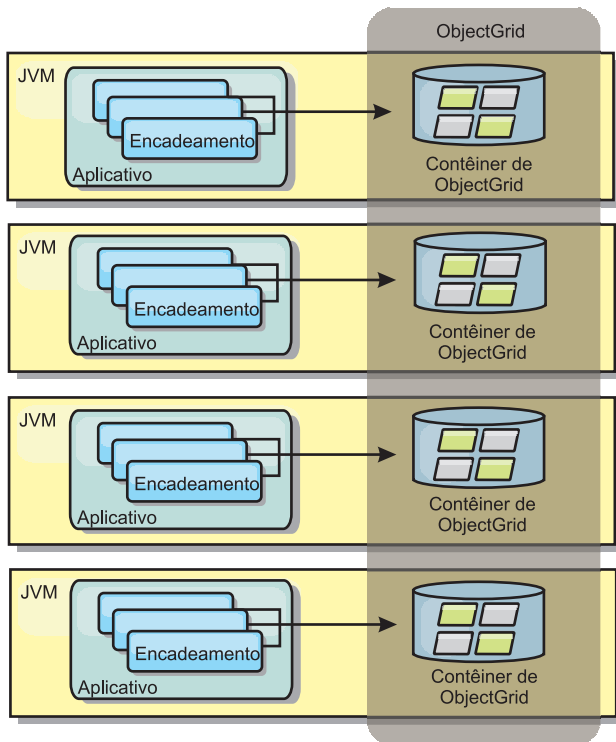 ObjectGrid
JVM
Encadeamento
Aplicativo
Contêiner de
ObjectGrid
JVM
Encadeamento
Aplicativo
Contêiner de
ObjectGrid
JVM
Encadeamento
Aplicativo
Contêiner de
ObjectGrid
JVM
Encadeamento
Aplicativo
Contêiner de
ObjectGrid